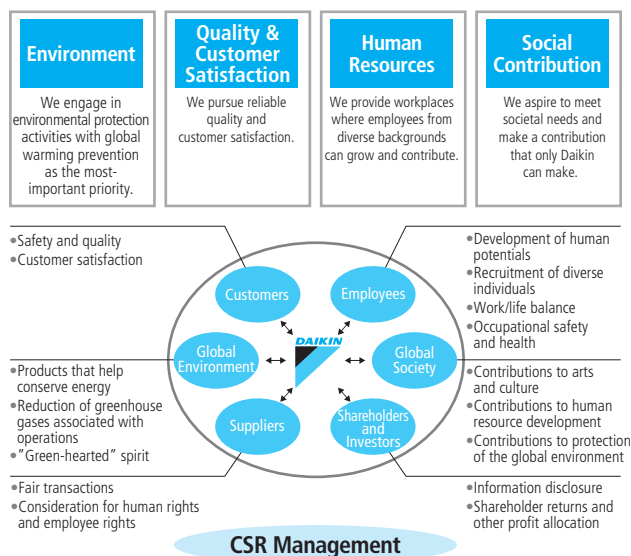 Environment
We engage in
environmental protection
activities with global
warming prevention
as the most-
important priority.
Quality &
Customer
Satisfaction
We pursue reliable
quality and
customer satisfaction.
Human
Resources
We provide workplaces
where employees from
diverse backgrounds
can grow and contribute.
Social
Contribution
We aspire to meet
societal needs and
make a contribution
that only Daikin
can make.
•Safety and quality
•Customer satisfaction
•Development of human
potentials
•Recruitment of diverse
individuals
•Work/life balance
•Occupational safety
and health
Customers
Employees
DAIKIN
Global
Environment
Global
Society
Suppliers
Shareholders
and
Investors
•Products that help
conserve energy
•Reduction of greenhouse
gases associated with
operations
•"Green-hearted" spirit
•Contributions to arts
and culture
•Contributions to human
resource development
•Contributions to protection
of the global environment
•Fair transactions
•Consideration for human rights
and employee rights
•Information disclosure
•Shareholder returns and
other profit allocation
CSR Management